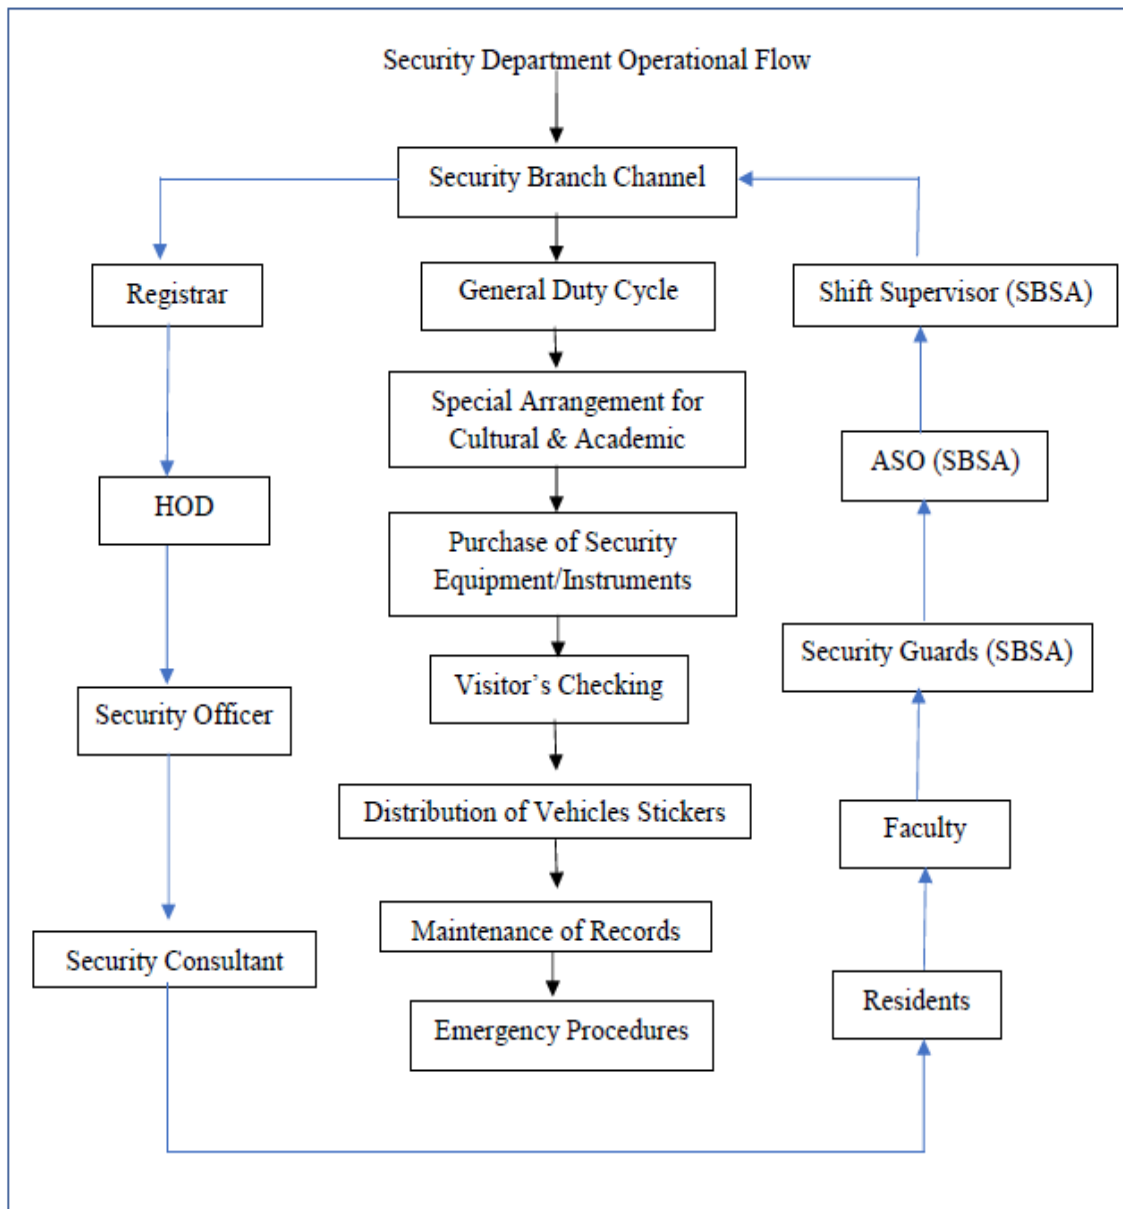 Security Department Operational Flow
Security Branch Channel
Registrar
General Duty Cycle
Shift Supervisor (SBSA)
Special Arrangement for
Cultural & Academic
ASO (SBSA)
HOD
Purchase of Security
Equipment/Instruments
Security Guards (SBSA)
Visitor’s Checking
Security Officer
Distribution of Vehicles Stickers
Faculty
Maintenance of Records
Security Consultant
Residents
Emergency Procedures